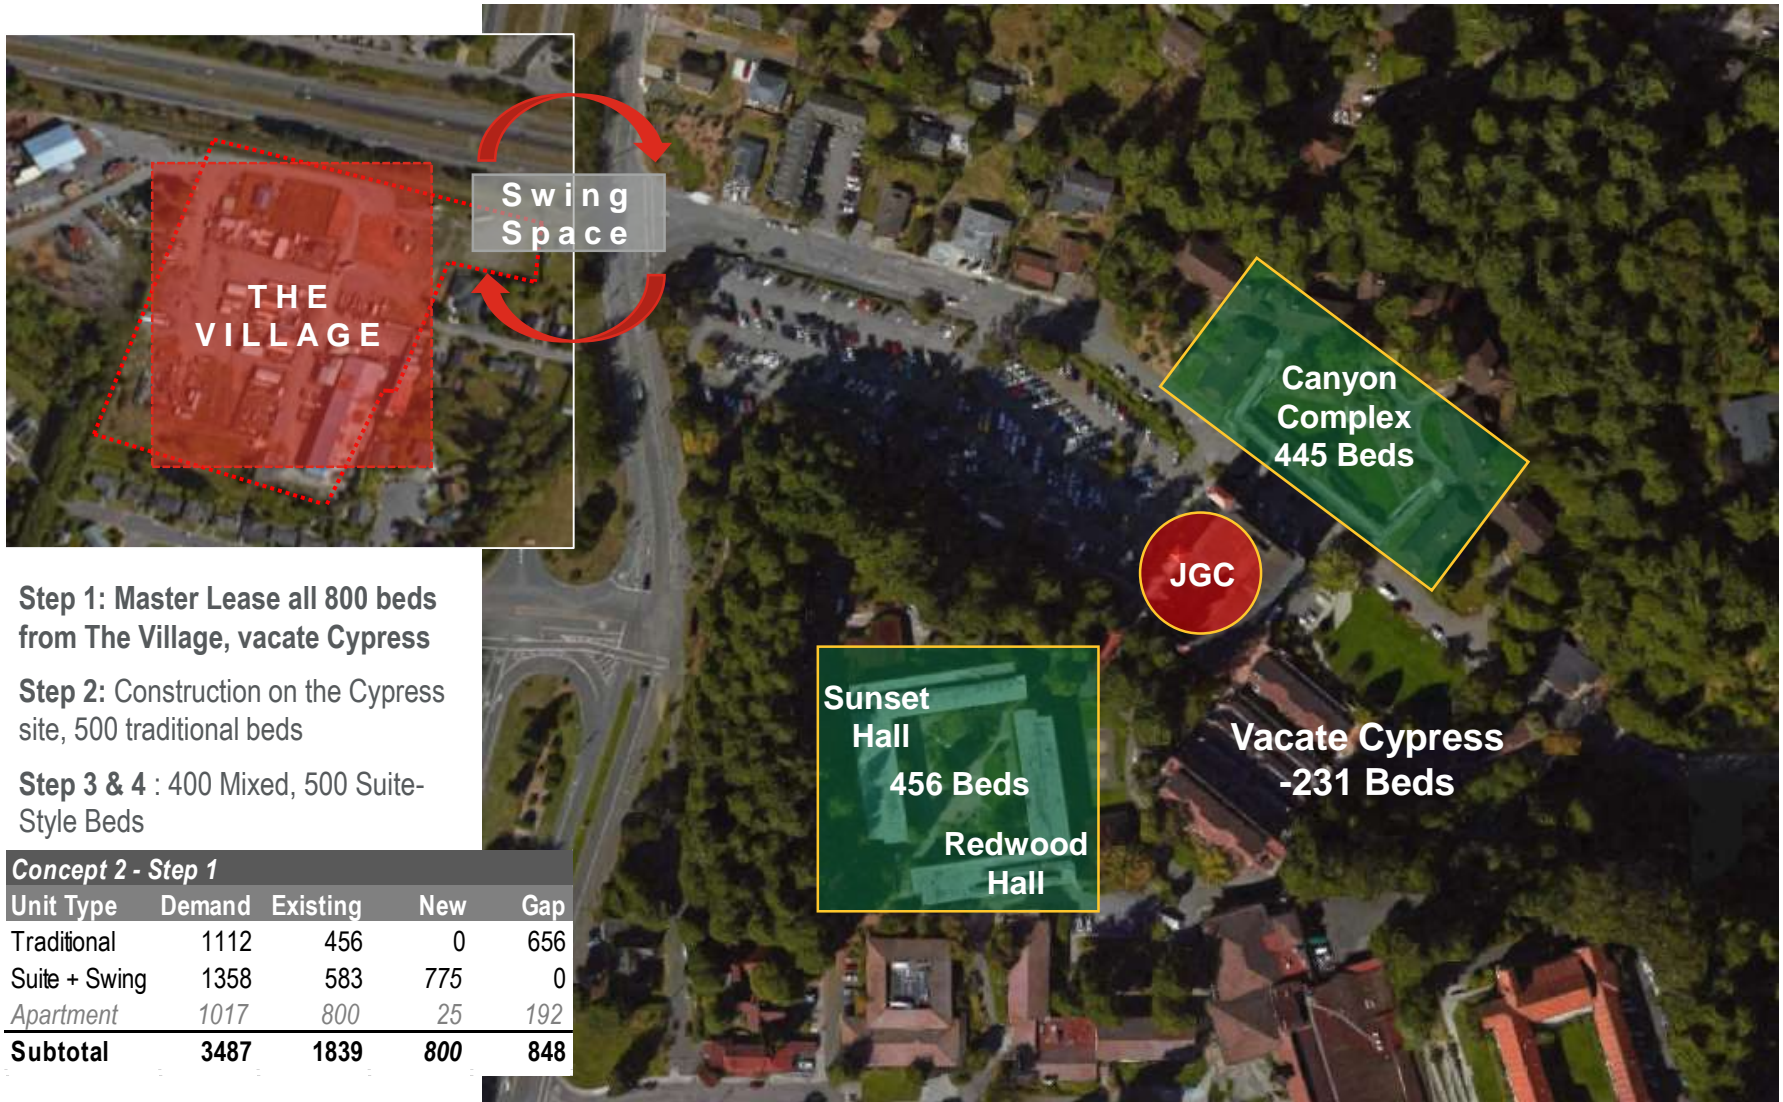 Swing
Space
THE
VILLAGE
Canyon
Complex
445 Beds
JGC
Sunset
Hall
456 Beds
Redwood
Hall
Vacate Cypress
-231 Beds
Step 1: Master Lease all 800 beds
from The Village, vacate Cypress
Step 2: Construction on the Cypress
site, 500 traditional beds
Step 3 & 4 : 400 Mixed, 500 Suite-
Style Beds
Concept 2 - Step 1
Unit Type Demand Existing New Gap
Traditional 1112 456 0 656
Suite + Swing 1358 583 775 0
Apartment 1017 800 25 192
Subtotal 3487 1839 800 848